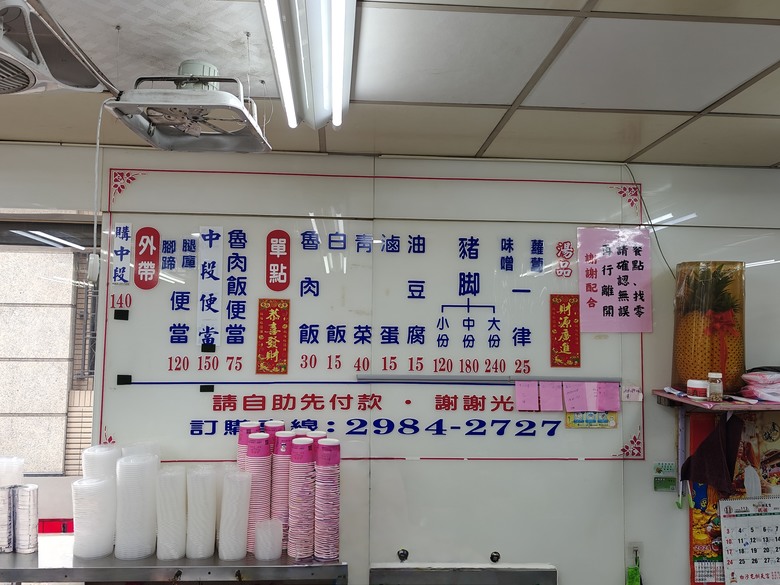 湯品
蘿蔔
味噌
一律
25
豬腳
大份
240
中份
180
小份
120
油豆腐
15
滷蛋
15
青菜
40
白飯
15
魯肉飯
30
單點
魯肉飯便當
75
中段便當
150
腿厙
腳蹄
便當
120
外帶
購中段
140
財源廣進
恭喜發財
餐點、找零
請確認無誤
再行離開
謝謝配合
請自助先付款・謝謝光
訂購
線:2984-2727